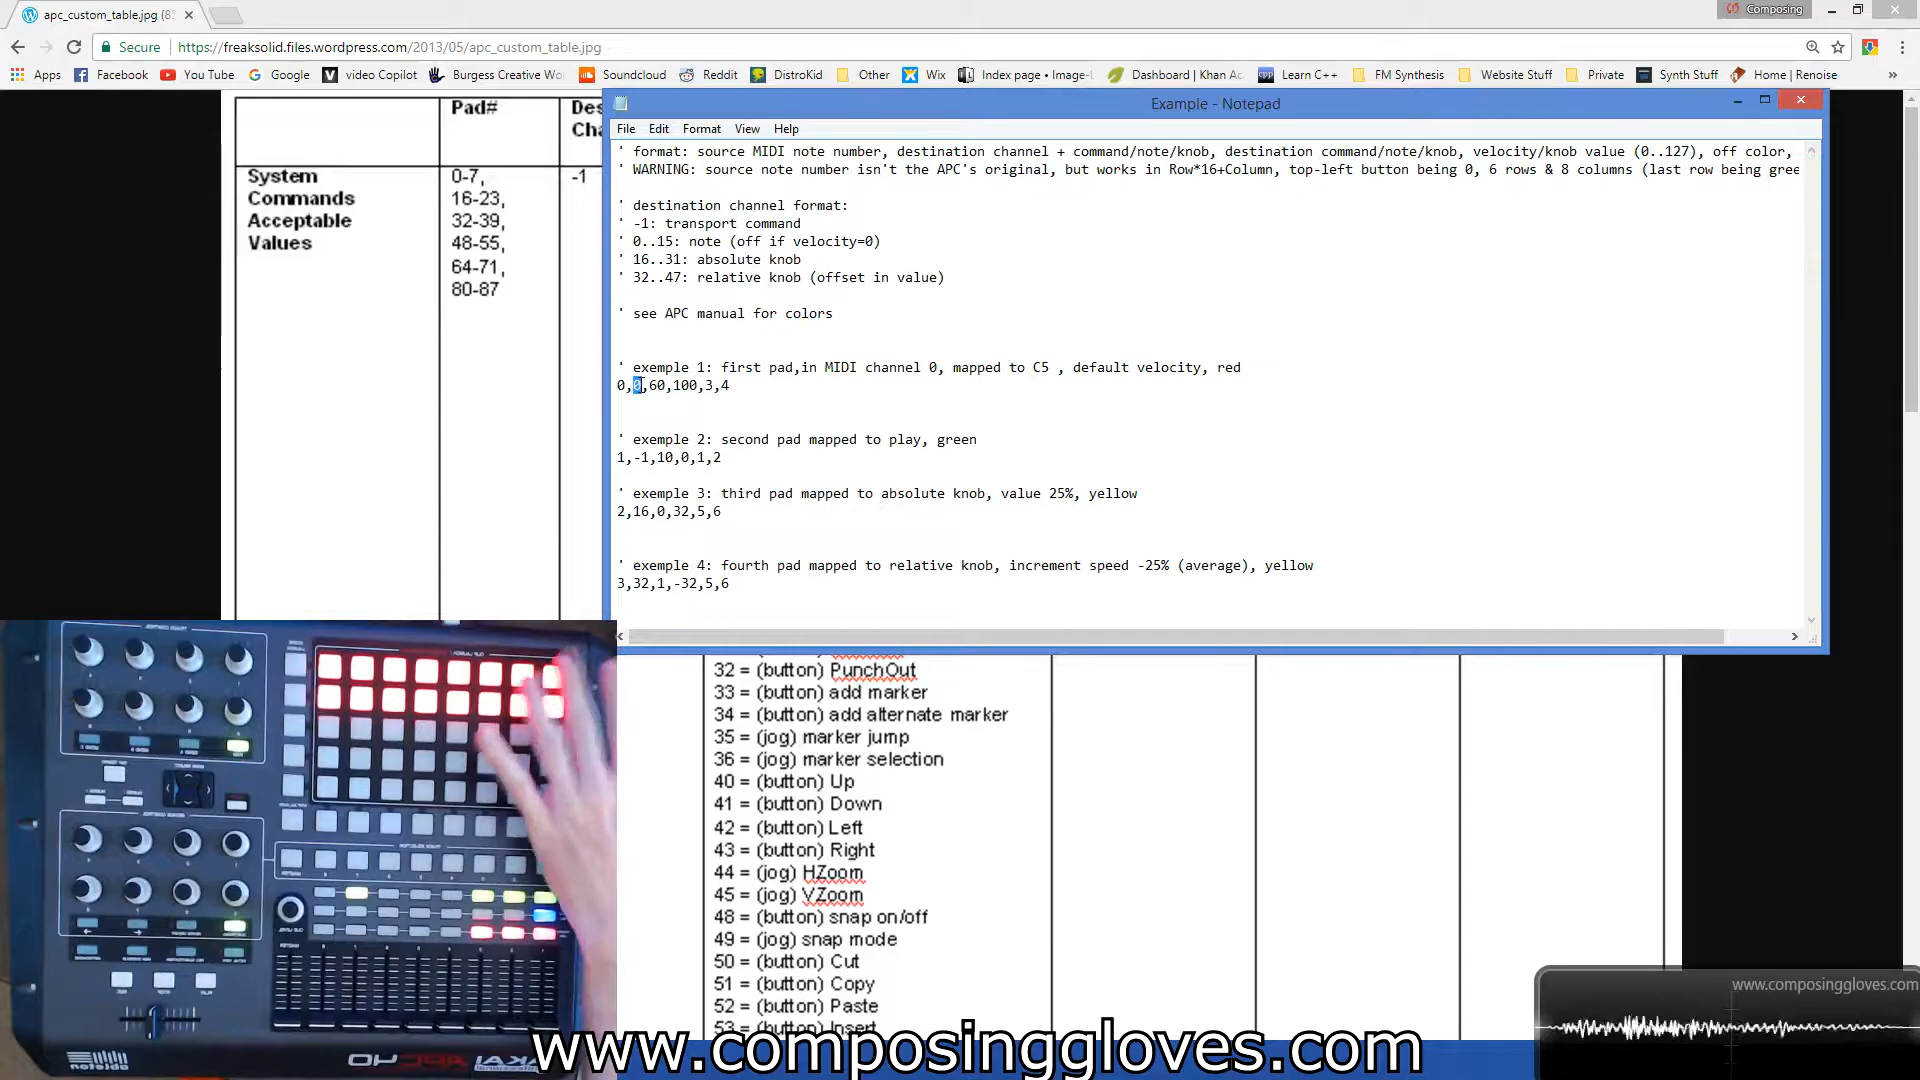 apc_custom_table.jpg (8
Composing
Secure
https://freaksolid.files.wordpress.com/2013/05/apc_custom_table.jpg
Apps
Facebook
You Tube
Google
video Copilot
Burgess Creative Wo
Soundcloud
Reddit
DistroKid
Other
Wix
Index page • Image-L
Dashboard | Khan Ac
Learn C++
FM Synthesis
Website Stuff
Private
Synth Stuff
Home | Renoise
»
Pad#
Des
Cha
System
Commands
Acceptable
Values
0-7,
16-23,
32-39,
48-55,
64-71,
80-87
-1
Example - Notepad
File Edit Format View Help
' format: source MIDI note number, destination channel + command/note/knob, destination command/note/knob, velocity/knob value (0..127), off color,
' WARNING: source note number isn't the APC's original, but works in Row*16+Column, top-left button being 0, 6 rows & 8 columns (last row being gree
' destination channel format:
' -1: transport command
' 0..15: note (off if velocity=0)
' 16..31: absolute knob
' 32..47: relative knob (offset in value)
' see APC manual for colors
' exemple 1: first pad,in MIDI channel 0, mapped to C5 , default velocity, red
0,0,60,100,3,4
' exemple 2: second pad mapped to play, green
1,-1,10,0,1,2
' exemple 3: third pad mapped to absolute knob, value 25%, yellow
2,16,0,32,5,6
' exemple 4: fourth pad mapped to relative knob, increment speed -25% (average), yellow
3,32,1,-32,5,6
32 = (button) PunchOut
33 = (button) add marker
34 = (button) add alternate marker
35 = (jog) marker jump
36 = (jog) marker selection
40 = (button) Up
41 = (button) Down
42 = (button) Left
43 = (button) Right
44 = (jog) HZoom
45 = (jog) VZoom
48 = (button) snap on/off
49 = (jog) snap mode
50 = (button) Cut
51 = (button) Copy
52 = (button) Paste
53 = (button) Insert
AKAI
APC40
ableton
www.composinggloves.com
www.composinggloves.com